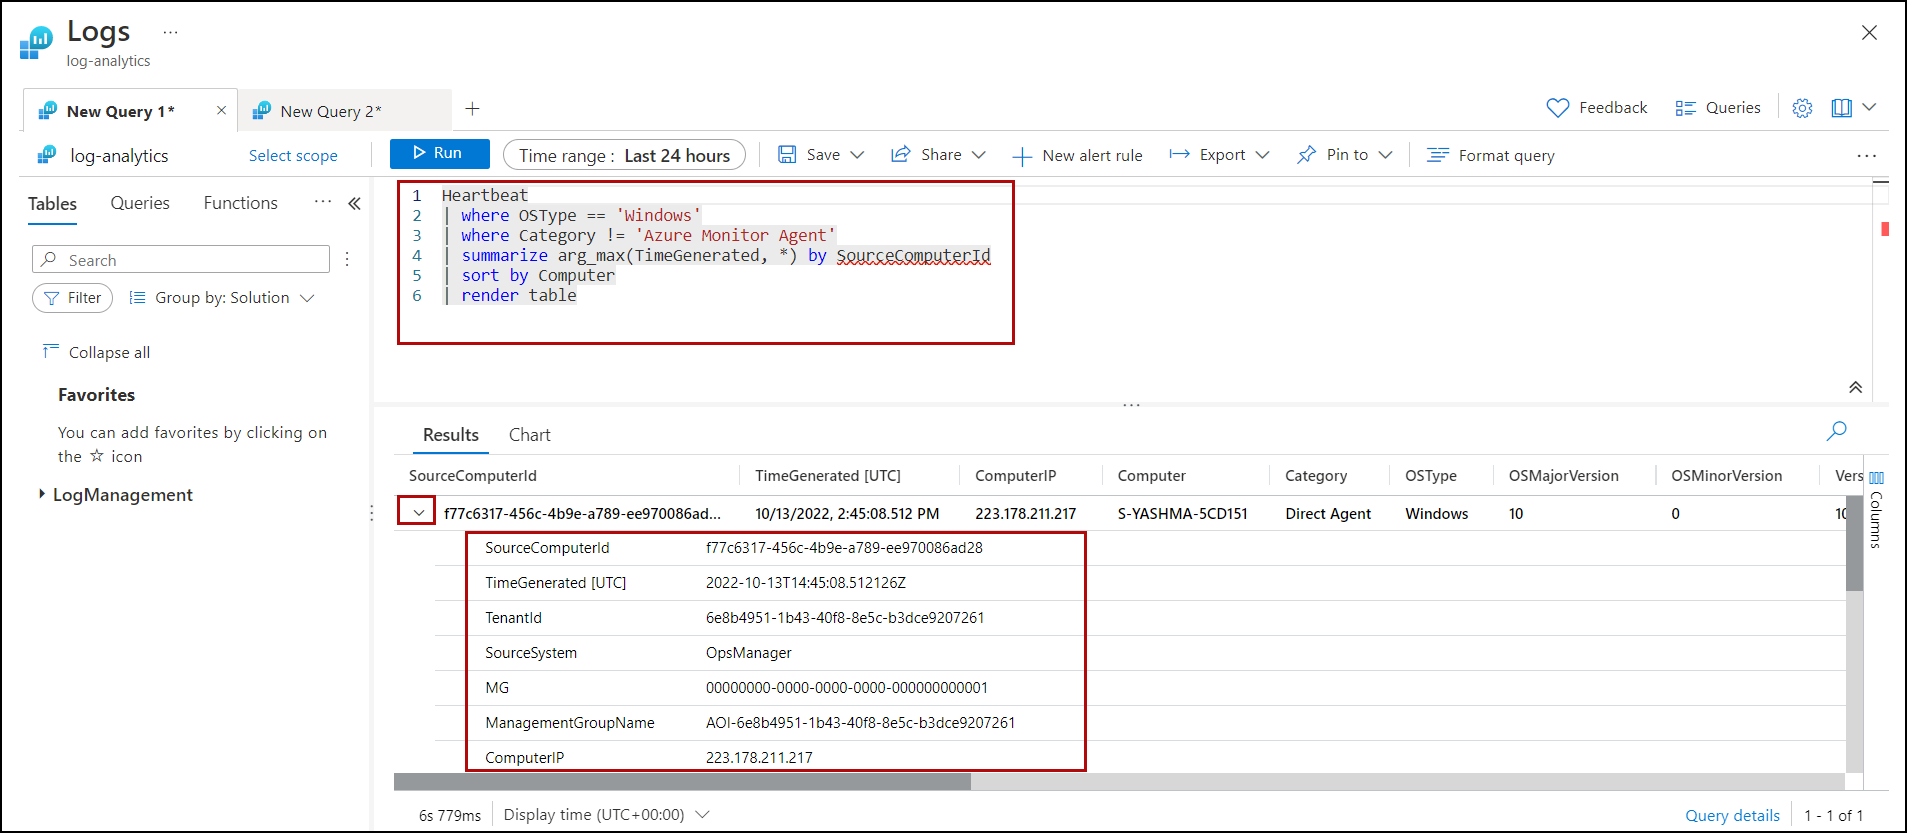 Logs ...
log-analytics
New Query 1*
New Query 2*
Feedback
Queries
log-analytics
Select scope
Run
Time range : Last 24 hours
Save
Share
New alert rule
Export
Pin to
Format query
...
Tables
Queries
Functions
...
Search
Filter
Group by: Solution
Collapse all
Favorites
You can add favorites by clicking on
the ☆ icon
LogManagement
1 Heartbeat
2 | where OSType == 'Windows'
3 | where Category != 'Azure Monitor Agent'
4 | summarize arg_max(TimeGenerated, *) by SourceComputerId
5 | sort by Computer
6 | render table
...
Results
Chart
SourceComputerId TimeGenerated [UTC] ComputerIP Computer Category OSType OSMajorVersion OSMinorVersion Vers
f77c6317-456c-4b9e-a789-ee970086ad... 10/13/2022, 2:45:08.512 PM 223.178.211.217 S-YASHMA-5CD151 Direct Agent Windows 10 0 10
SourceComputerId f77c6317-456c-4b9e-a789-ee970086ad28
TimeGenerated [UTC] 2022-10-13T14:45:08.512126Z
TenantId 6e8b4951-1b43-40f8-8e5c-b3dce9207261
SourceSystem OpsManager
MG 00000000-0000-0000-0000-000000000001
ManagementGroupName AOI-6e8b4951-1b43-40f8-8e5c-b3dce9207261
ComputerIP 223.178.211.217
Columns
6s 779ms
Display time (UTC+00:00)
Query details
1 - 1 of 1